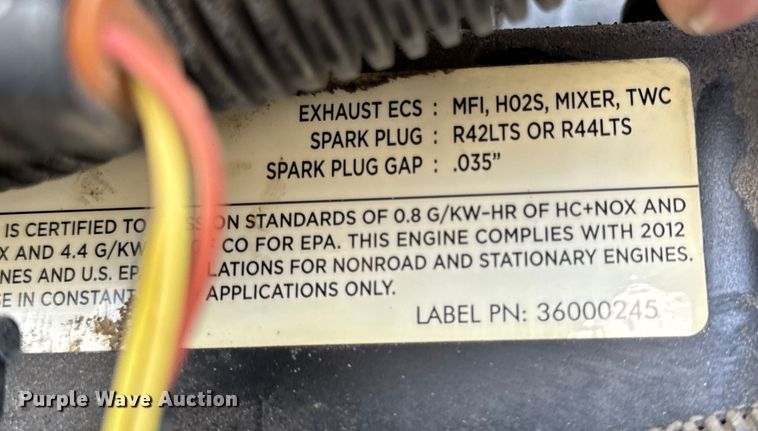 EXHAUST ECS : MFI, HO2S, MIXER, TWC
SPARK PLUG : R42LTS OR R44LTS
SPARK PLUG GAP : .035"
IS CERTIFIED TO ON STANDARDS OF 0.8 G/KW-HR OF HC+NOX AND
X AND 4.4 G/KW CO FOR EPA. THIS ENGINE COMPLIES WITH 2012
NES AND U.S. EP LATIONS FOR NONROAD AND STATIONARY ENGINES.
SE IN CONSTANT APPLICATIONS ONLY.
LABEL PN: 36000245
Purple Wave Auction